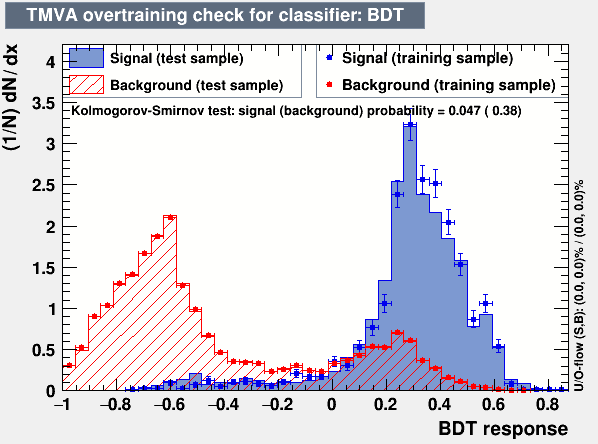 TMVA overtraining check for classifier: BDT
(1/N) dN / dx
Signal (test sample)
Background (test sample)
Signal (training sample)
Background (training sample)
Kolmogorov-Smirnov test: signal (background) probability = 0.047 ( 0.38)
4
3.5
3
2.5
2
1.5
1
0.5
0
−1 −0.8 −0.6 −0.4 −0.2 0 0.2 0.4 0.6 0.8
BDT response
U/O-flow (S,B): (0.0, 0.0)% / (0.0, 0.0)%